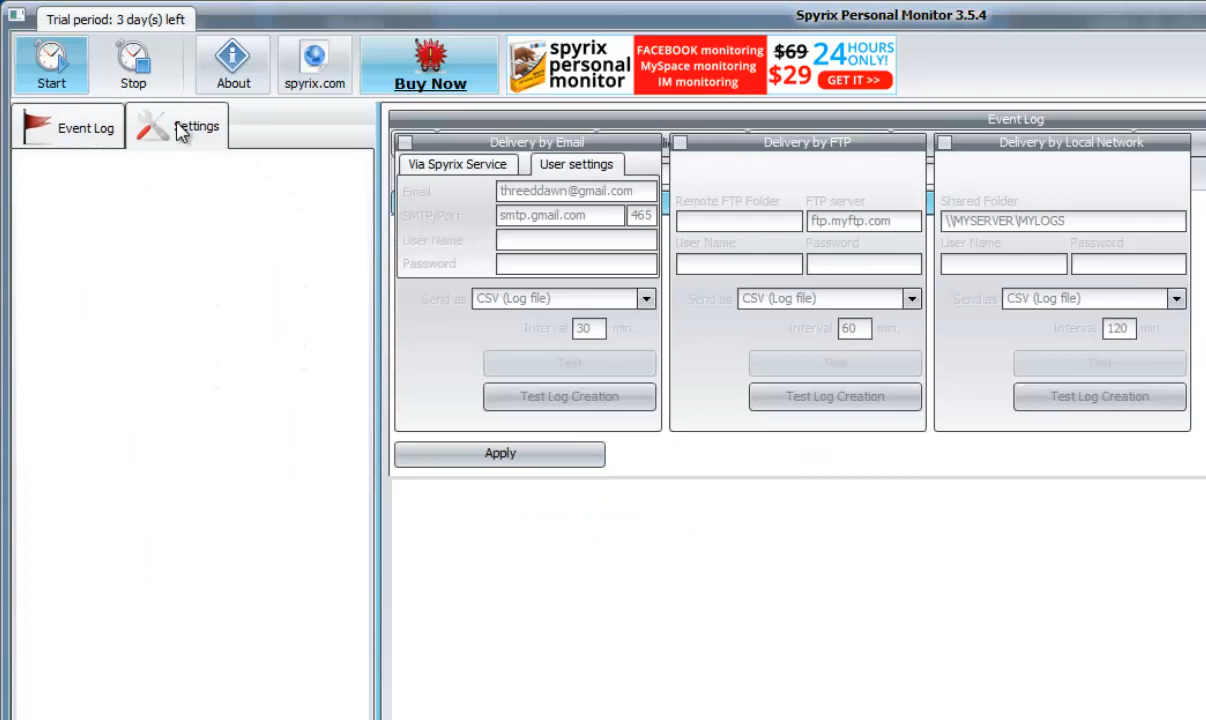 Trial period: 3 day(s) left
Spyrix Personal Monitor 3.5.4
Start
Stop
About
spyrix.com
Buy Now
spyrix
personal
monitor
FACEBOOK monitoring
MySpace monitoring
IM monitoring
$69
$29
24 HOURS
ONLY!
GET IT >>
Event Log
Settings
Event Log
Delivery by Email
Via Spyrix Service
User settings
Email
threeddawn@gmail.com
SMTP/Port
smtp.gmail.com
465
User Name
Password
Send as
CSV (Log file)
Interval
30
min.
Test
Test Log Creation
Delivery by FTP
Remote FTP Folder
FTP server
ftp.myftp.com
User Name
Password
Send as
CSV (Log file)
Interval
60
min.
Test
Test Log Creation
Delivery by Local Network
Shared Folder
\\MYSERVER\MYLOGS
User Name
Password
Send as
CSV (Log file)
Interval
120
min.
Test
Test Log Creation
Apply